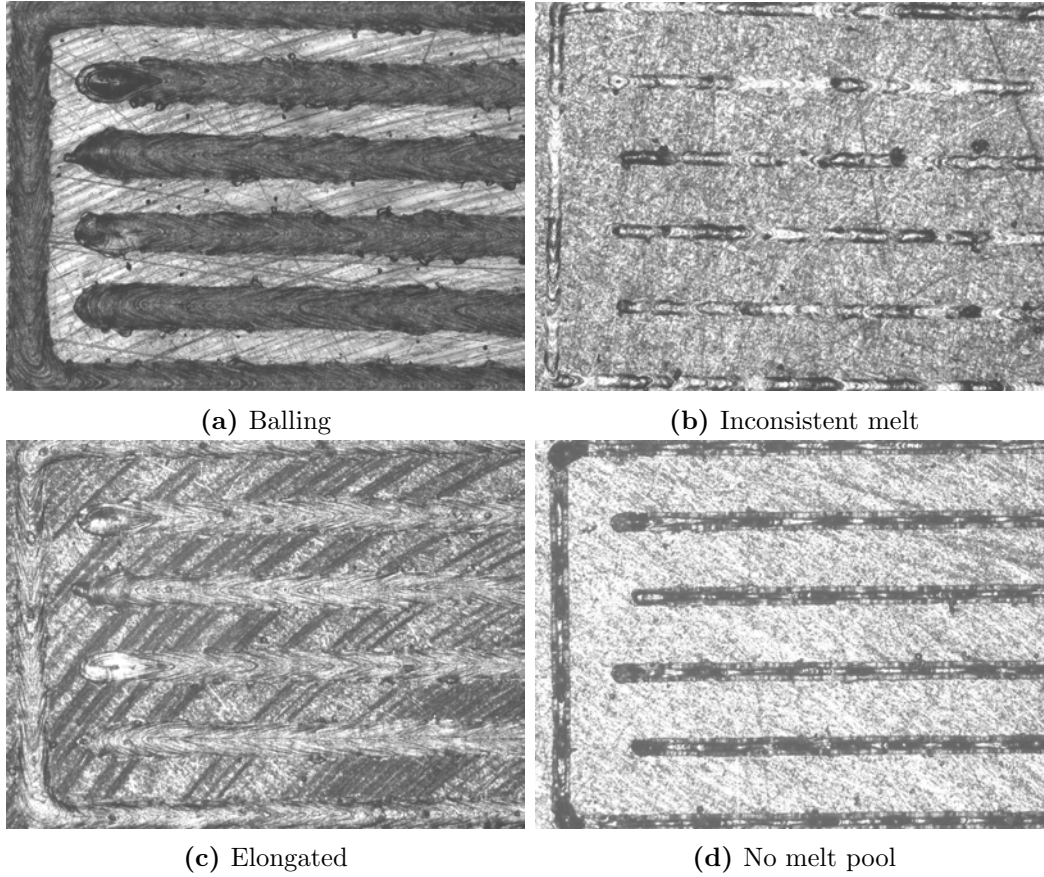 (a) Balling
(b) Inconsistent melt
(c) Elongated
(d) No melt pool